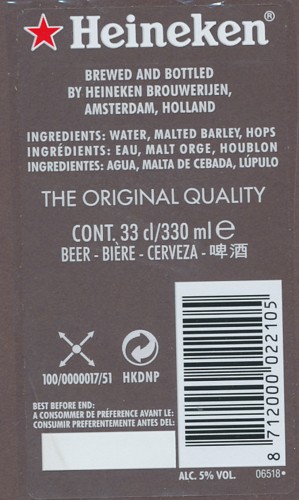 ★ Heineken®
BREWED AND BOTTLED
BY HEINEKEN BROUWERIJEN,
AMSTERDAM, HOLLAND
INGREDIENTS: WATER, MALTED BARLEY, HOPS
INGRÉDIENTS: EAU, MALT ORGE, HOUBLON
INGREDIENTES: AGUA, MALTA DE CEBADA, LÚPULO
THE ORIGINAL QUALITY
CONT. 33 cl/330 ml e
BEER - BIÈRE - CERVEZA - 啤酒
100/0000017/51
HKDNP
BEST BEFORE END:
A CONSOMMER DE PRÉFÉRENCE AVANT LE:
CONSUMIR PREFERENTEMENTE ANTES DEL:
8 712000 022105
ALC. 5% VOL.
06518